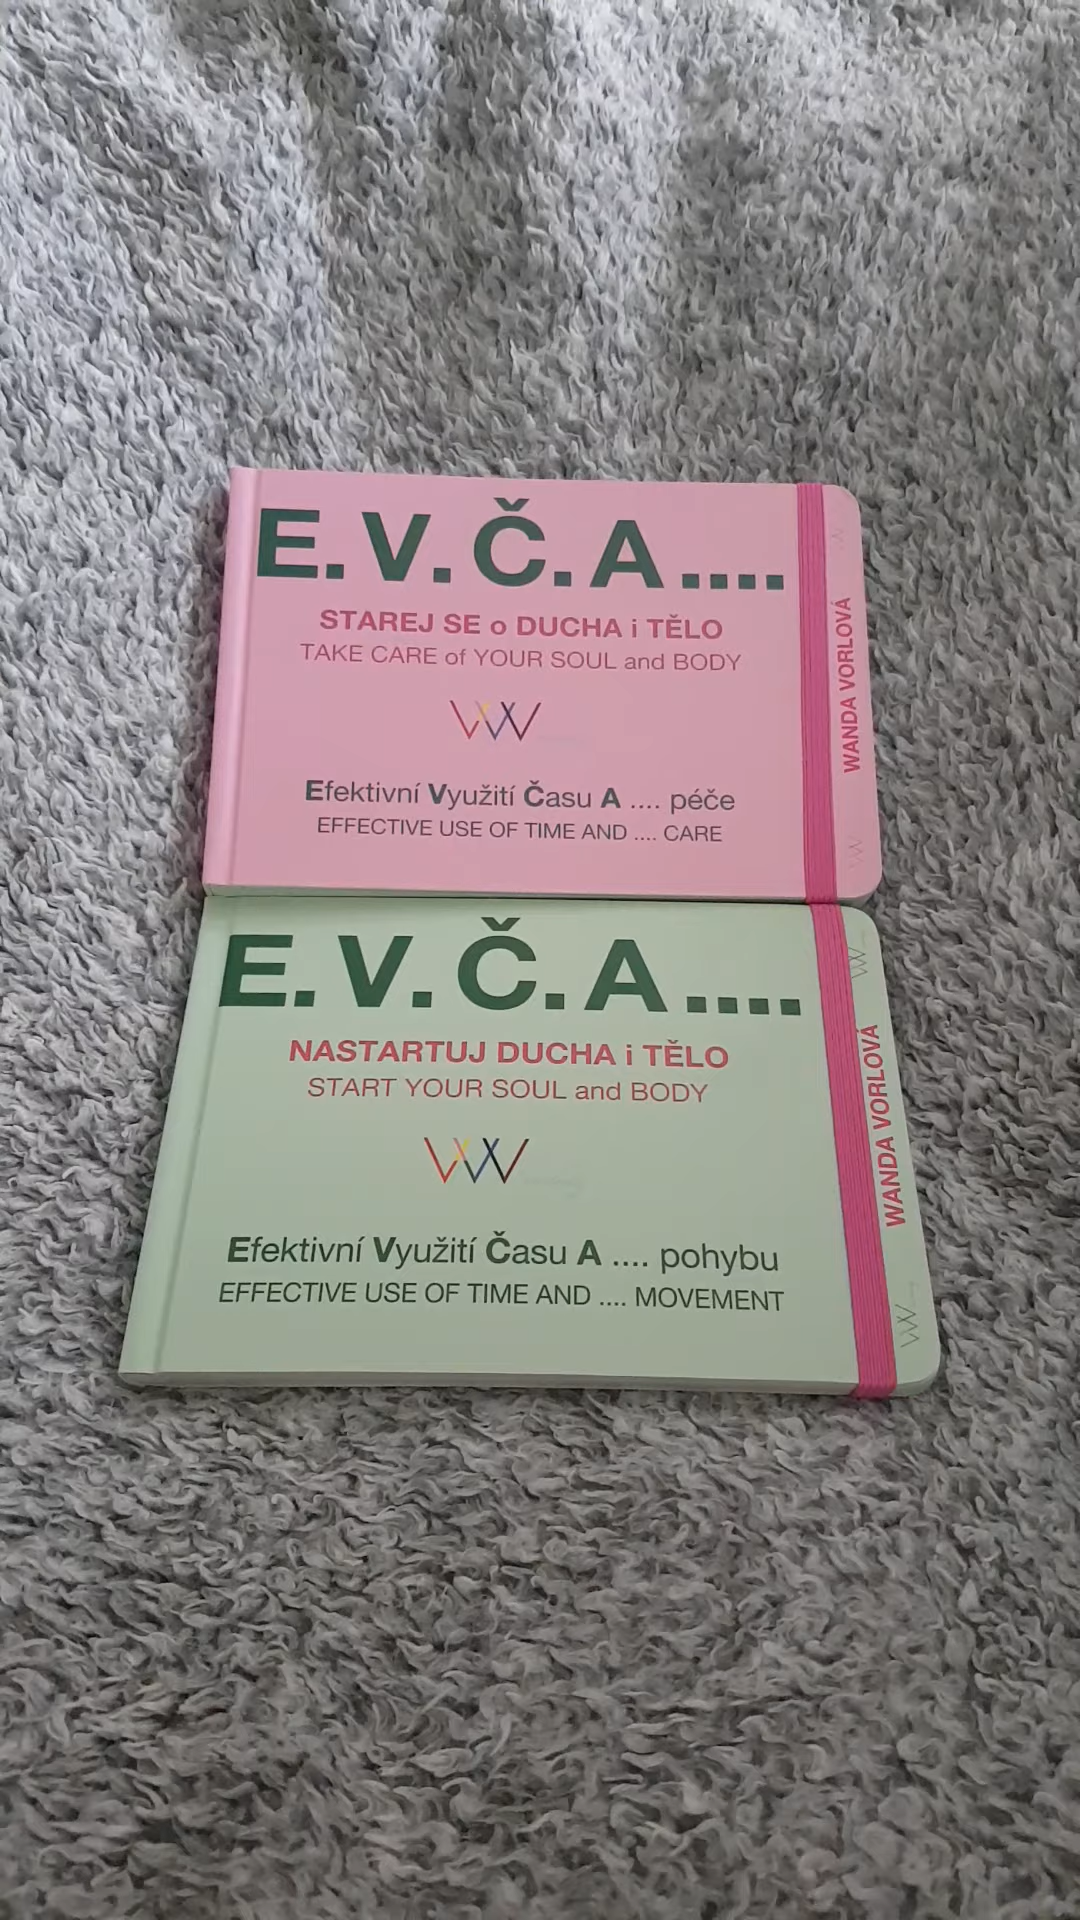 E.V.Č.A....
STAREJ SE o DUCHA i TĚLO
TAKE CARE of YOUR SOUL and BODY
Efektivní Využití Času A .... péče
EFFECTIVE USE OF TIME AND .... CARE
WANDA VORLOVÁ
E.V.Č.A....
NASTARTUJ DUCHA i TĚLO
START YOUR SOUL and BODY
Efektivní Využití Času A .... pohybu
EFFECTIVE USE OF TIME AND .... MOVEMENT
WANDA VORLOVÁ